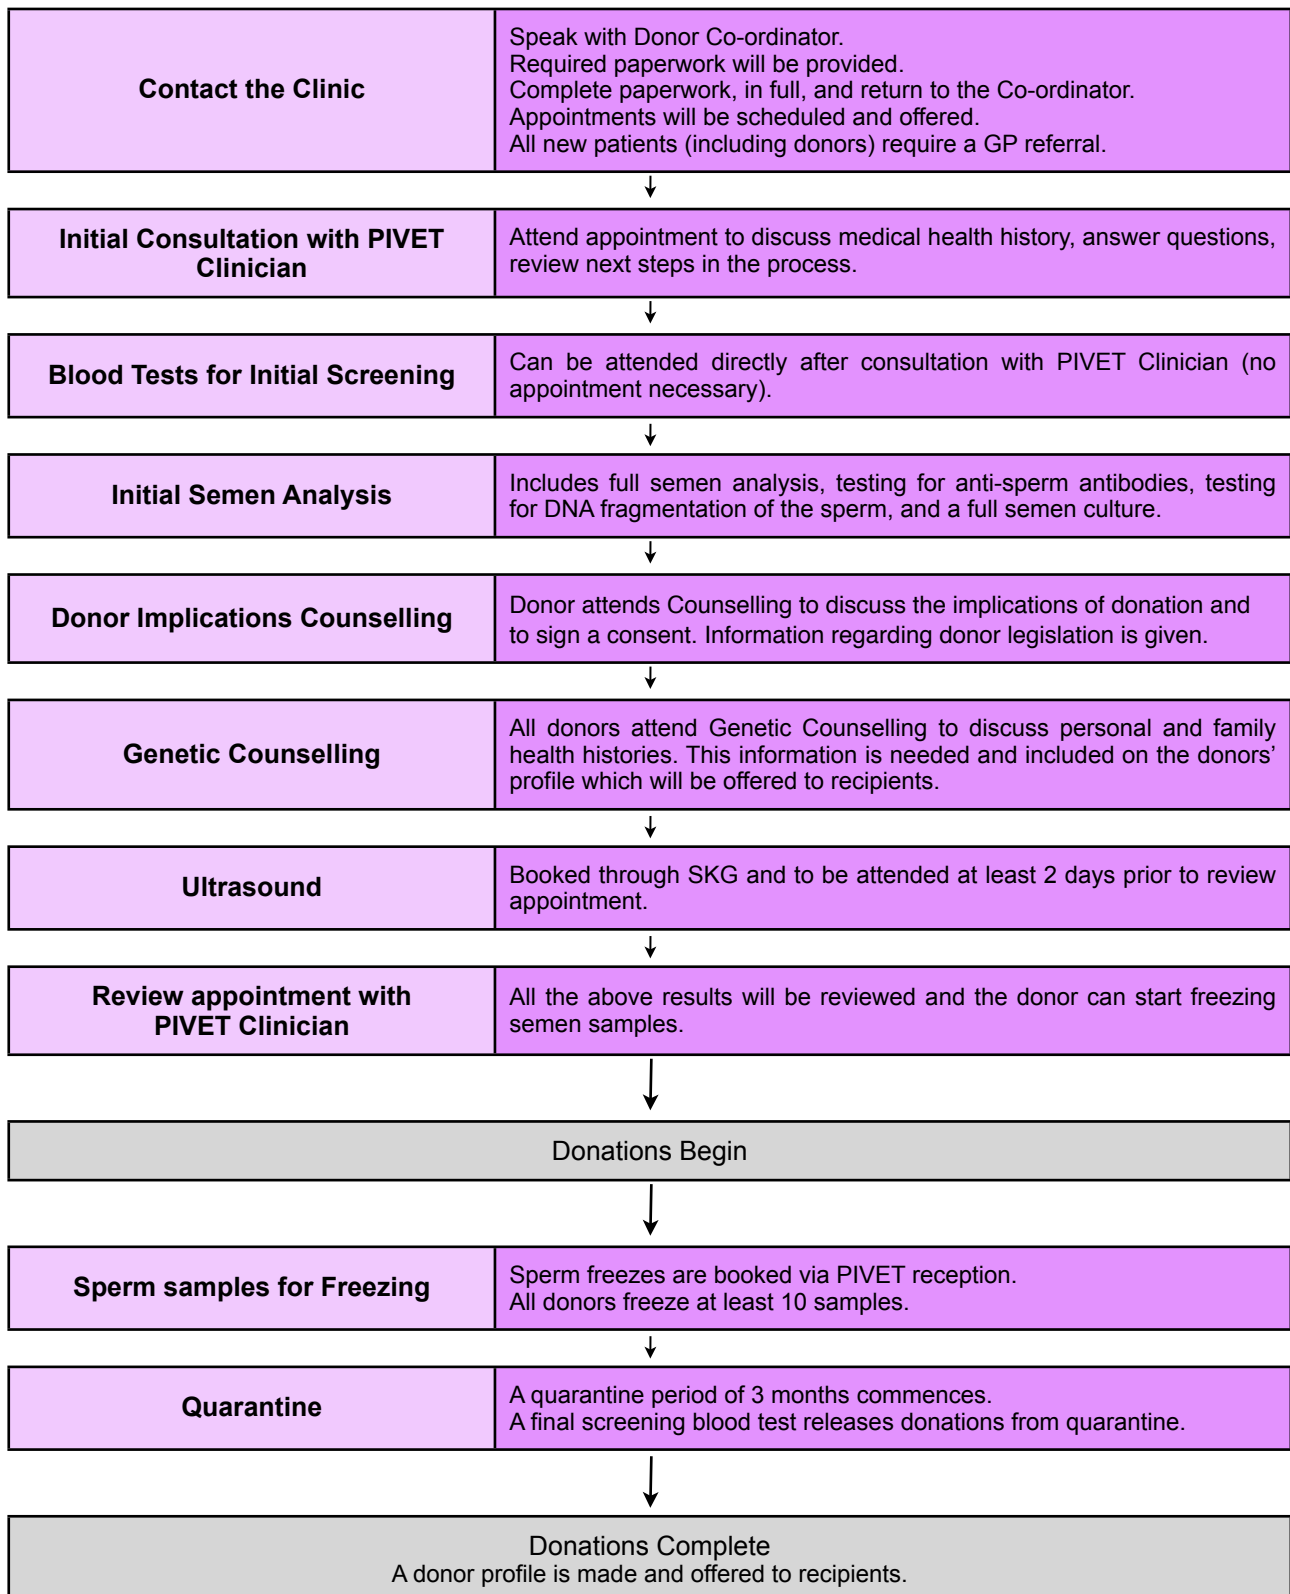 Contact the Clinic
Speak with Donor Co-ordinator.
Required paperwork will be provided.
Complete paperwork, in full, and return to the Co-ordinator.
Appointments will be scheduled and offered.
All new patients (including donors) require a GP referral.
Initial Consultation with PIVET
Clinician
Attend appointment to discuss medical health history, answer questions,
review next steps in the process.
Blood Tests for Initial Screening
Can be attended directly after consultation with PIVET Clinician (no
appointment necessary).
Initial Semen Analysis
Includes full semen analysis, testing for anti-sperm antibodies, testing
for DNA fragmentation of the sperm, and a full semen culture.
Donor Implications Counselling
Donor attends Counselling to discuss the implications of donation and
to sign a consent. Information regarding donor legislation is given.
Genetic Counselling
All donors attend Genetic Counselling to discuss personal and family
health histories. This information is needed and included on the donors’
profile which will be offered to recipients.
Ultrasound
Booked through SKG and to be attended at least 2 days prior to review
appointment.
Review appointment with
PIVET Clinician
All the above results will be reviewed and the donor can start freezing
semen samples.
Donations Begin
Sperm samples for Freezing
Sperm freezes are booked via PIVET reception.
All donors freeze at least 10 samples.
Quarantine
A quarantine period of 3 months commences.
A final screening blood test releases donations from quarantine.
Donations Complete
A donor profile is made and offered to recipients.